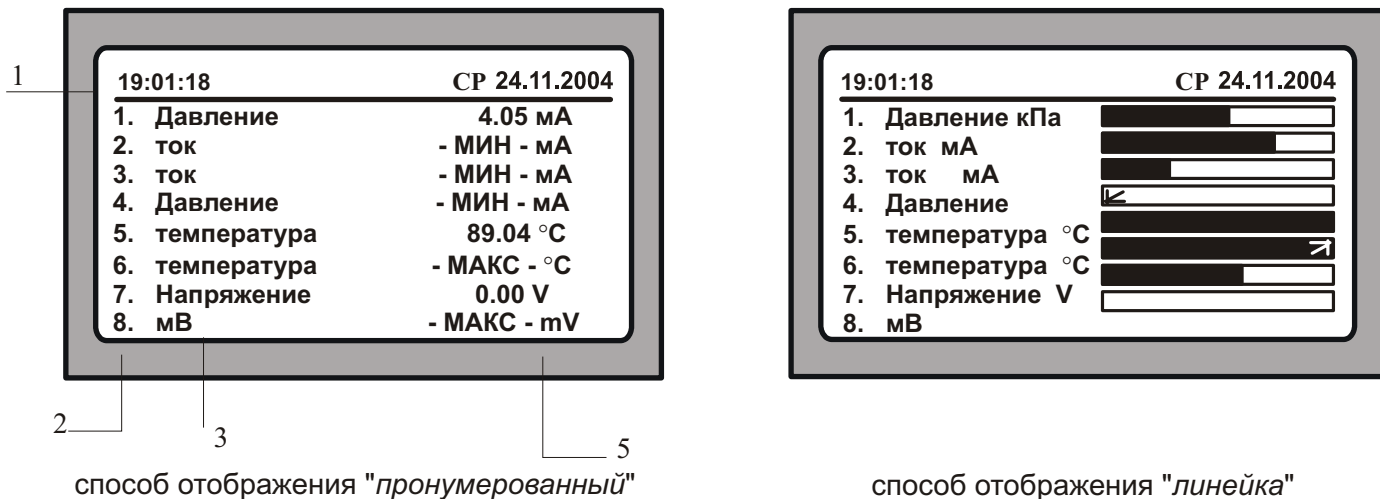 1
19:01:18 СР 24.11.2004
1. Давление 4.05 мА
2. ток - МИН - мА
3. ток - МИН - мА
4. Давление - МИН - мА
5. температура 89.04 °С
6. температура - МАКС - °С
7. Напряжение 0.00 V
8. мВ - МАКС - mV
2
3
5
способ отображения "пронумерованный"
19:01:18 СР 24.11.2004
1. Давление кПа
2. ток мА
3. ток мА
4. Давление
5. температура °С
6. температура °С
7. Напряжение V
8. мВ
способ отображения "линейка"